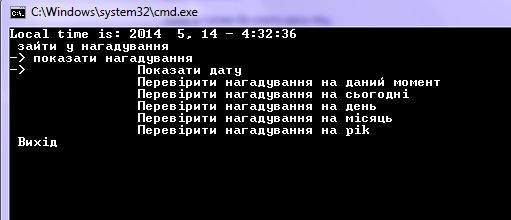 C:\Windows\system32\cmd.exe
Local time is: 2014  5, 14 - 4:32:36
зайти у нагадування
-> показати нагадування
-> Показати дату
Перевірити нагадування на даний момент
Перевірити нагадування на сьогодні
Перевірити нагадування на день
Перевірити нагадування на місяць
Перевірити нагадування на рік
Вихід